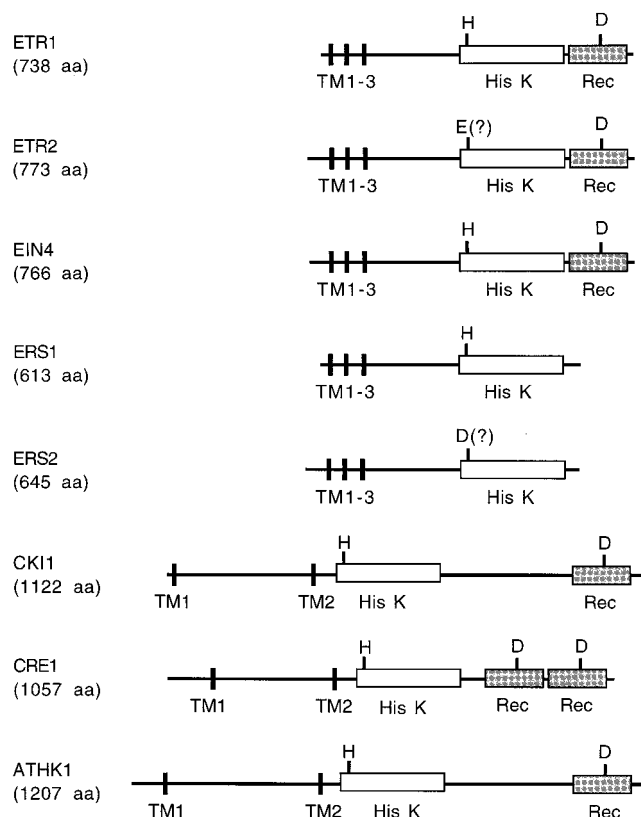 H D
ETR1
(738 aa)
TM1-3 His K Rec
E(?) D
ETR2
(773 aa)
TM1-3 His K Rec
H D
EIN4
(766 aa)
TM1-3 His K Rec
H
ERS1
(613 aa)
TM1-3 His K
D(?)
ERS2
(645 aa)
TM1-3 His K
H D
CKI1
(1122 aa)
TM1 TM2 His K Rec
H D D
CRE1
(1057 aa)
TM1 TM2 His K Rec Rec
H D
ATHK1
(1207 aa)
TM1 TM2 His K Rec